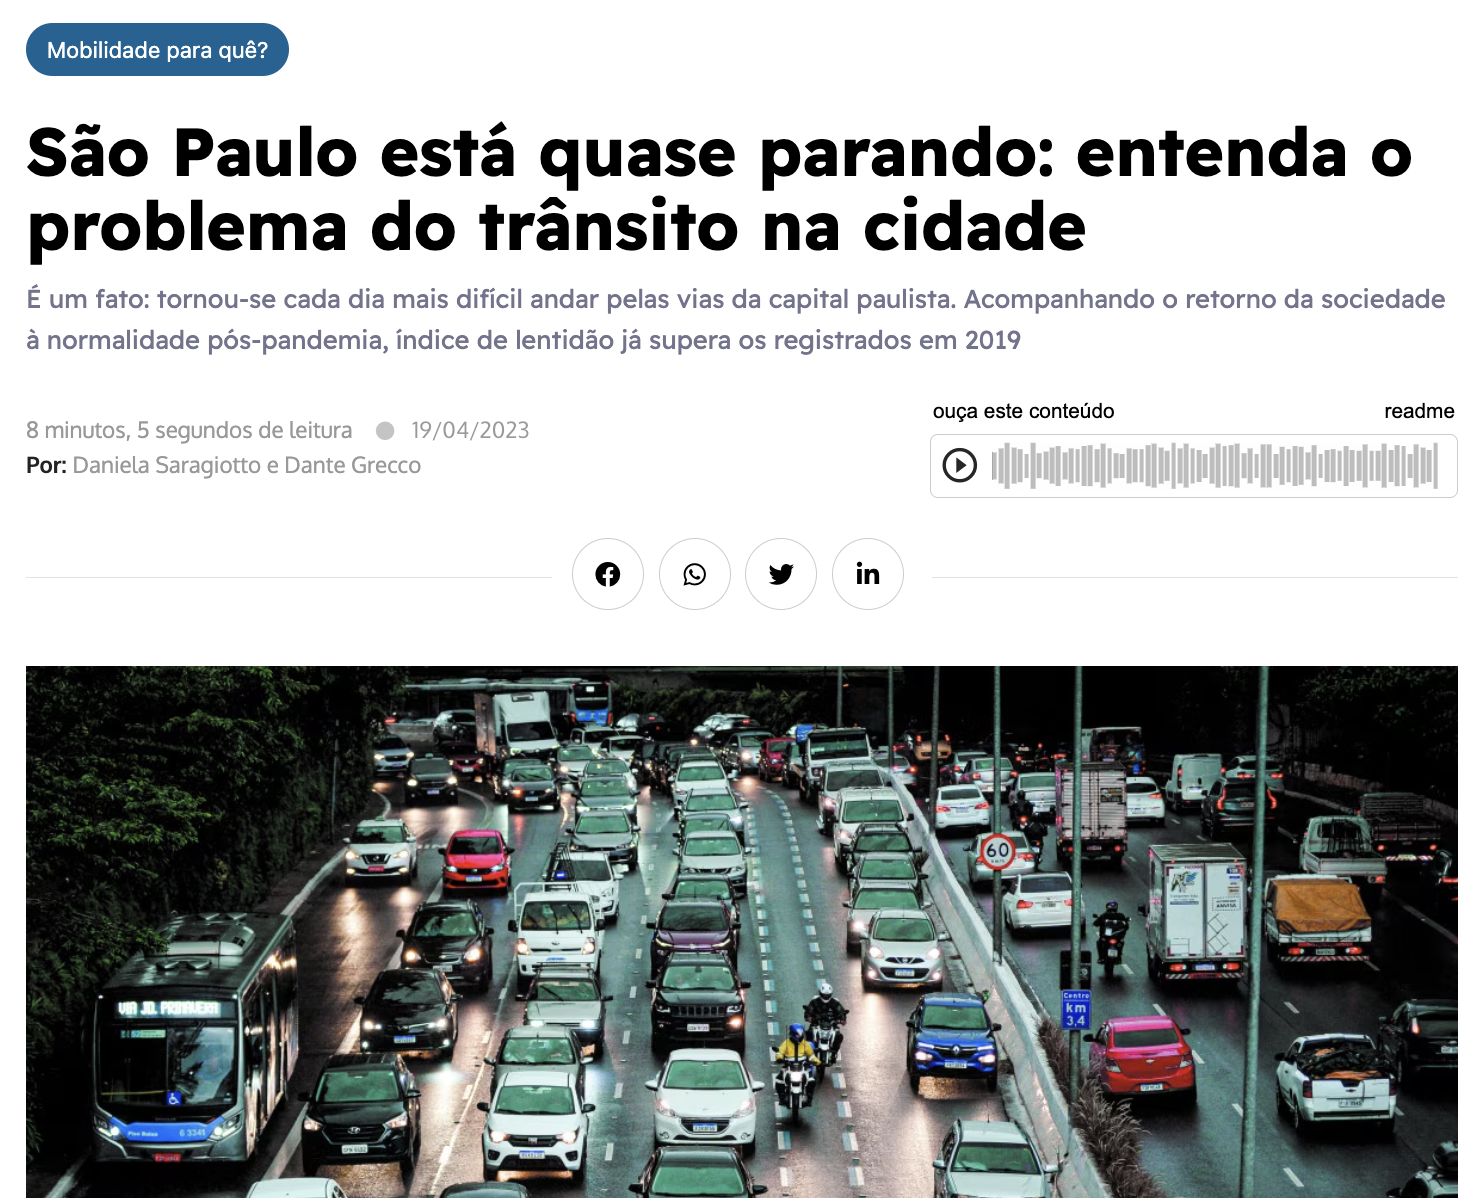 Mobilidade para quê?
São Paulo está quase parando: entenda o
problema do trânsito na cidade
É um fato: tornou-se cada dia mais difícil andar pelas vias da capital paulista. Acompanhando o retorno da sociedade
à normalidade pós-pandemia, índice de lentidão já supera os registrados em 2019
8 minutos, 5 segundos de leitura
19/04/2023
Por: Daniela Saragiotto e Dante Grecco
ouça este conteúdo
readme
60
Centro
km
3,4
VIA JD. PRIMAVERA
6 3341